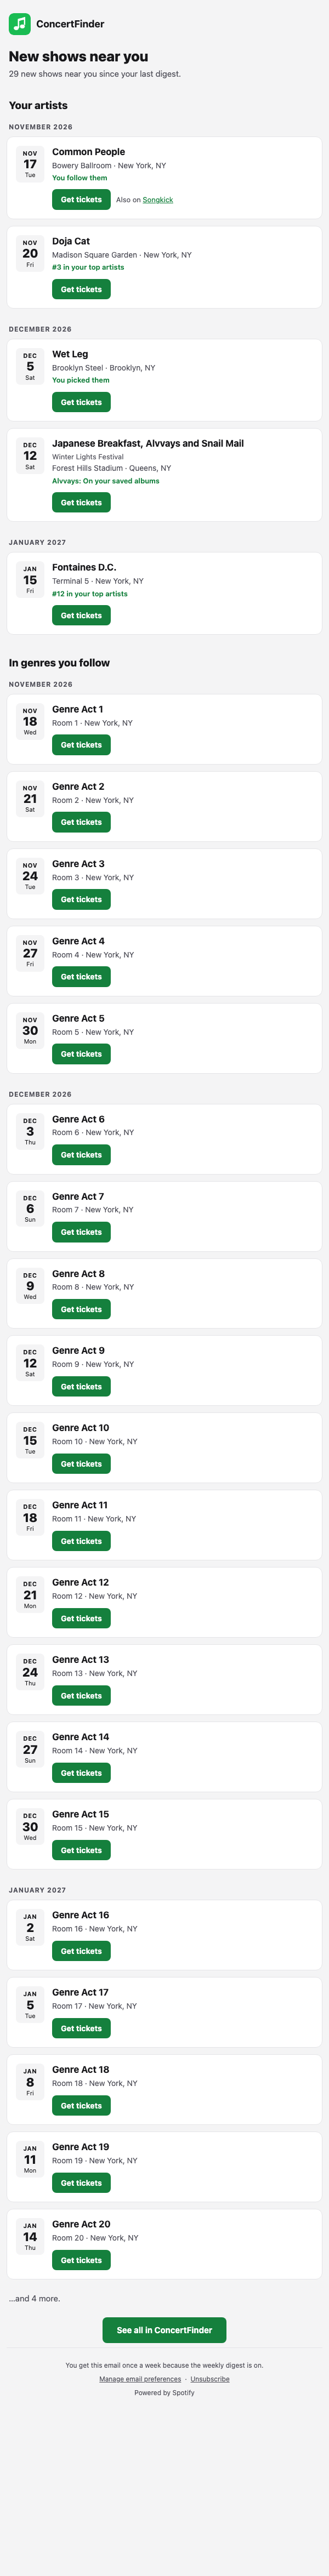 ConcertFinder
New shows near you
29 new shows near you since your last digest.
Your artists
NOVEMBER 2026
NOV
17
Tue
Common People
Bowery Ballroom · New York, NY
You follow them
Get tickets
Also on Songkick
NOV
20
Fri
Doja Cat
Madison Square Garden · New York, NY
#3 in your top artists
Get tickets
DECEMBER 2026
DEC
5
Sat
Wet Leg
Brooklyn Steel · Brooklyn, NY
You picked them
Get tickets
DEC
12
Sat
Japanese Breakfast, Alvvays and Snail Mail
Winter Lights Festival
Forest Hills Stadium · Queens, NY
Alvvays: On your saved albums
Get tickets
JANUARY 2027
JAN
15
Fri
Fontaines D.C.
Terminal 5 · New York, NY
#12 in your top artists
Get tickets
In genres you follow
NOVEMBER 2026
NOV
18
Wed
Genre Act 1
Room 1 · New York, NY
Get tickets
NOV
21
Sat
Genre Act 2
Room 2 · New York, NY
Get tickets
NOV
24
Tue
Genre Act 3
Room 3 · New York, NY
Get tickets
NOV
27
Fri
Genre Act 4
Room 4 · New York, NY
Get tickets
NOV
30
Mon
Genre Act 5
Room 5 · New York, NY
Get tickets
DECEMBER 2026
DEC
3
Thu
Genre Act 6
Room 6 · New York, NY
Get tickets
DEC
6
Sun
Genre Act 7
Room 7 · New York, NY
Get tickets
DEC
9
Wed
Genre Act 8
Room 8 · New York, NY
Get tickets
DEC
12
Sat
Genre Act 9
Room 9 · New York, NY
Get tickets
DEC
15
Tue
Genre Act 10
Room 10 · New York, NY
Get tickets
DEC
18
Fri
Genre Act 11
Room 11 · New York, NY
Get tickets
DEC
21
Mon
Genre Act 12
Room 12 · New York, NY
Get tickets
DEC
24
Thu
Genre Act 13
Room 13 · New York, NY
Get tickets
DEC
27
Sun
Genre Act 14
Room 14 · New York, NY
Get tickets
DEC
30
Wed
Genre Act 15
Room 15 · New York, NY
Get tickets
JANUARY 2027
JAN
2
Sat
Genre Act 16
Room 16 · New York, NY
Get tickets
JAN
5
Tue
Genre Act 17
Room 17 · New York, NY
Get tickets
JAN
8
Fri
Genre Act 18
Room 18 · New York, NY
Get tickets
JAN
11
Mon
Genre Act 19
Room 19 · New York, NY
Get tickets
JAN
14
Thu
Genre Act 20
Room 20 · New York, NY
Get tickets
...and 4 more.
See all in ConcertFinder
You get this email once a week because the weekly digest is on.
Manage email preferences · Unsubscribe
Powered by Spotify